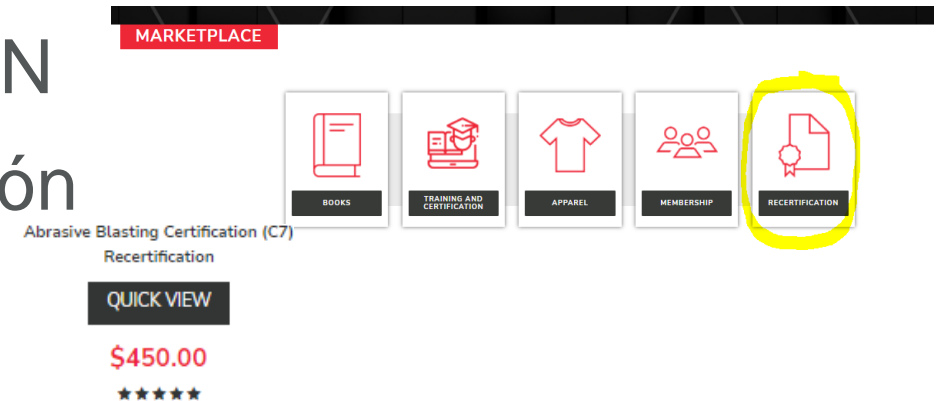 MARKETPLACE
N
ón
BOOKS
TRAINING AND
CERTIFICATION
APPAREL
MEMBERSHIP
RECERTIFICATION
Abrasive Blasting Certification (C7)
Recertification
QUICK VIEW
$450.00